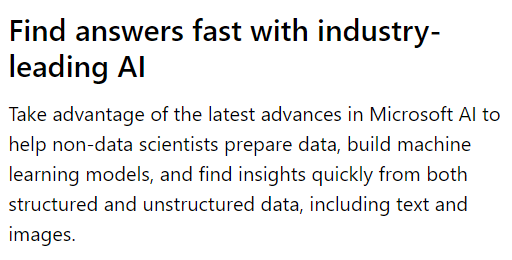 Find answers fast with industry-
leading AI
Take advantage of the latest advances in Microsoft AI to
help non-data scientists prepare data, build machine
learning models, and find insights quickly from both
structured and unstructured data, including text and
images.